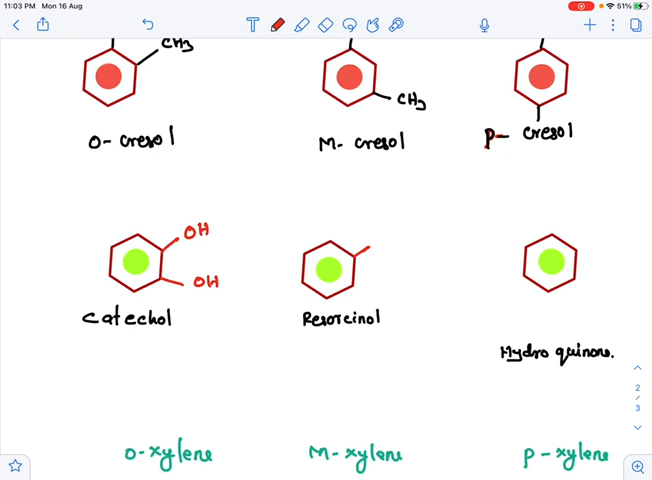 11:03 PM Mon 16 Aug
51%
CH3
CH3
O- cresol
M- cresol
P- cresol
OH
OH
Catechol
Resorcinol
Hydro quinone.
2
/
3
O-xylene
M-xylene
P-xylene